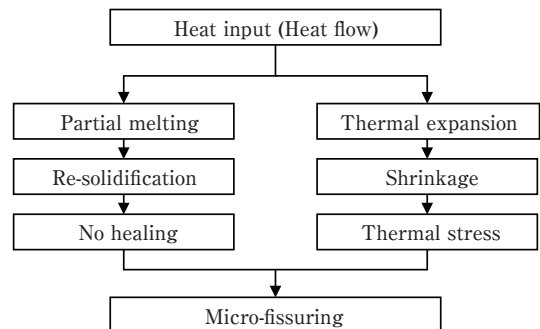 Heat input (Heat flow)
Partial melting
Thermal expansion
Re-solidification
Shrinkage
No healing
Thermal stress
Micro-fissuring